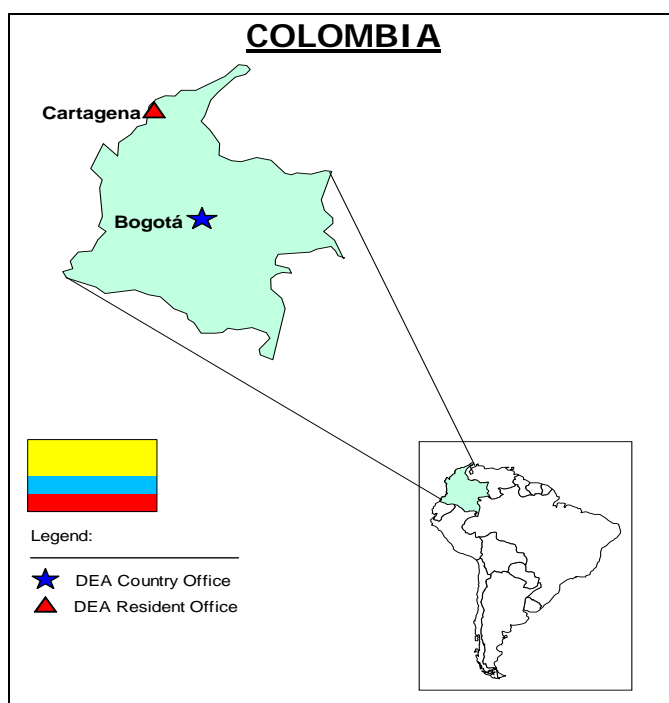 COLOMBIA
Cartagena
Bogotá
Legend:
DEA Country Office
DEA Resident Office